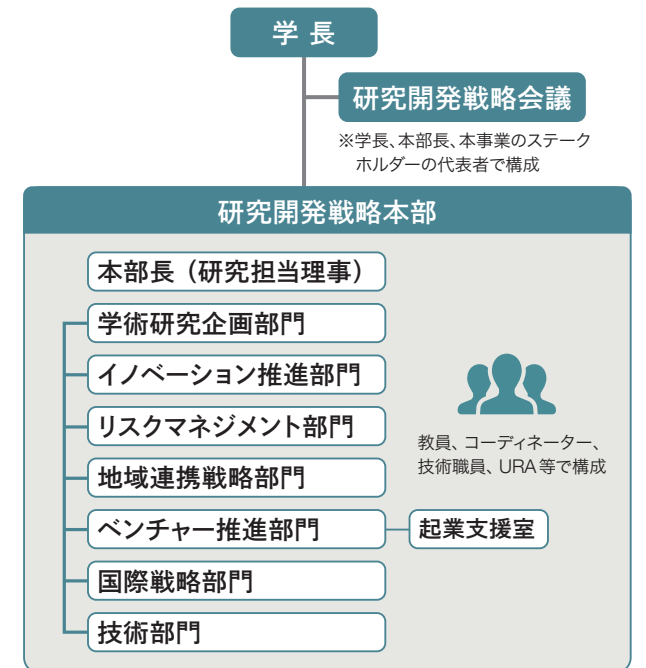 学 長
研究開発戦略会議
※学長、本部長、本事業のステーク
ホルダーの代表者で構成
研究開発戦略本部
本部長（研究担当理事）
学術研究企画部門
イノベーション推進部門
リスクマネジメント部門
教員、コーディネーター、
技術職員、URA等で構成
地域連携戦略部門
ベンチャー推進部門
起業支援室
国際戦略部門
技術部門